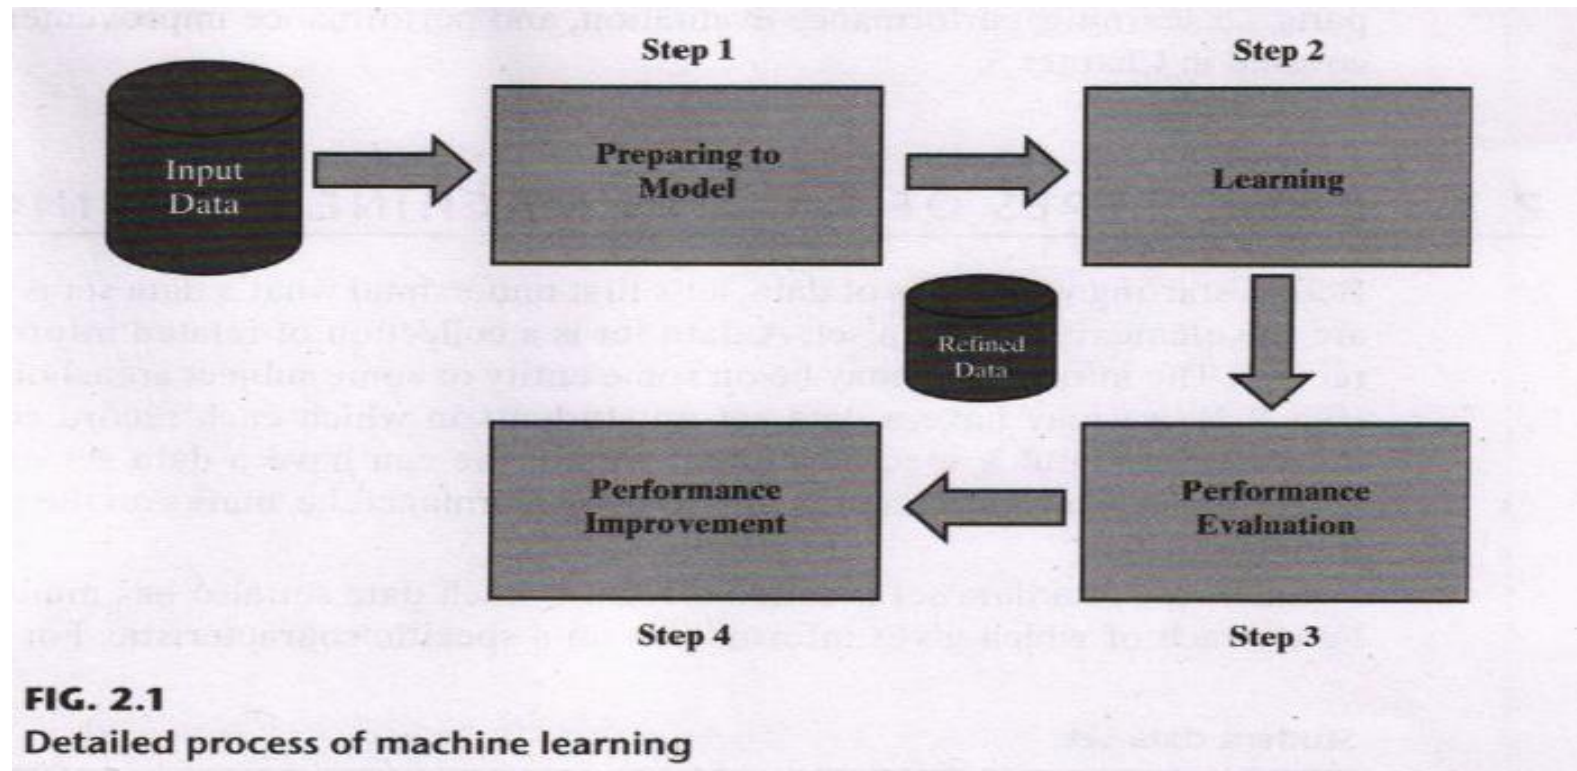 Step 1
Step 2
Input
Data
Preparing to
Model
Learning
Refined
Data
Performance
Improvement
Performance
Evaluation
Step 4
Step 3
FIG. 2.1
Detailed process of machine learning